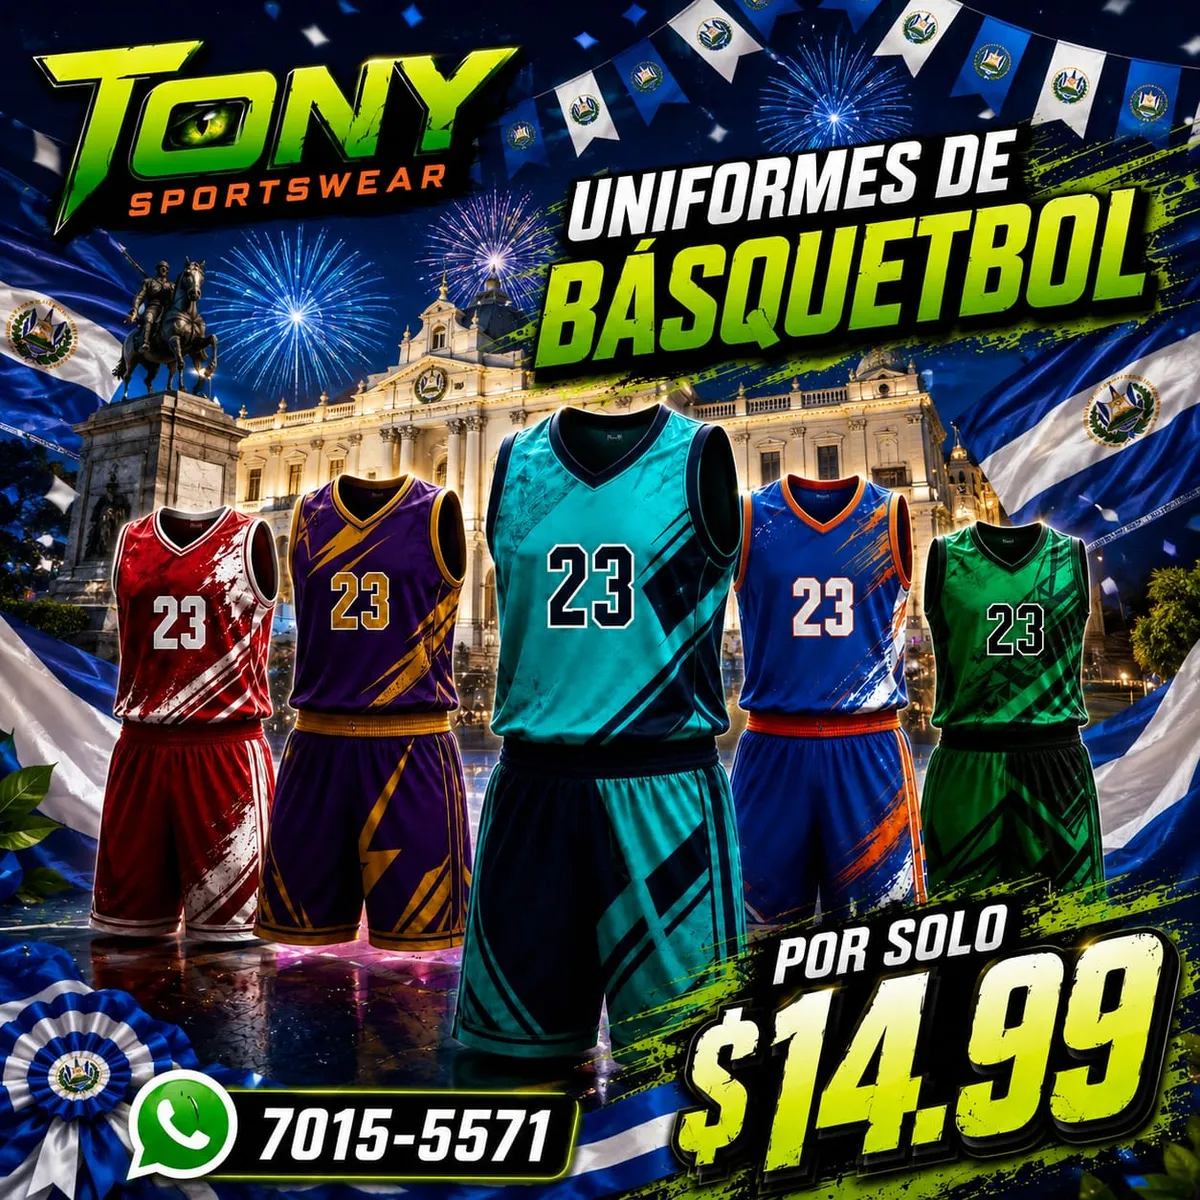 TONY
SPORTSWEAR
UNIFORMES DE
BÁSQUETBOL
23
23
23
23
23
POR SOLO
$14.99
7015-5571